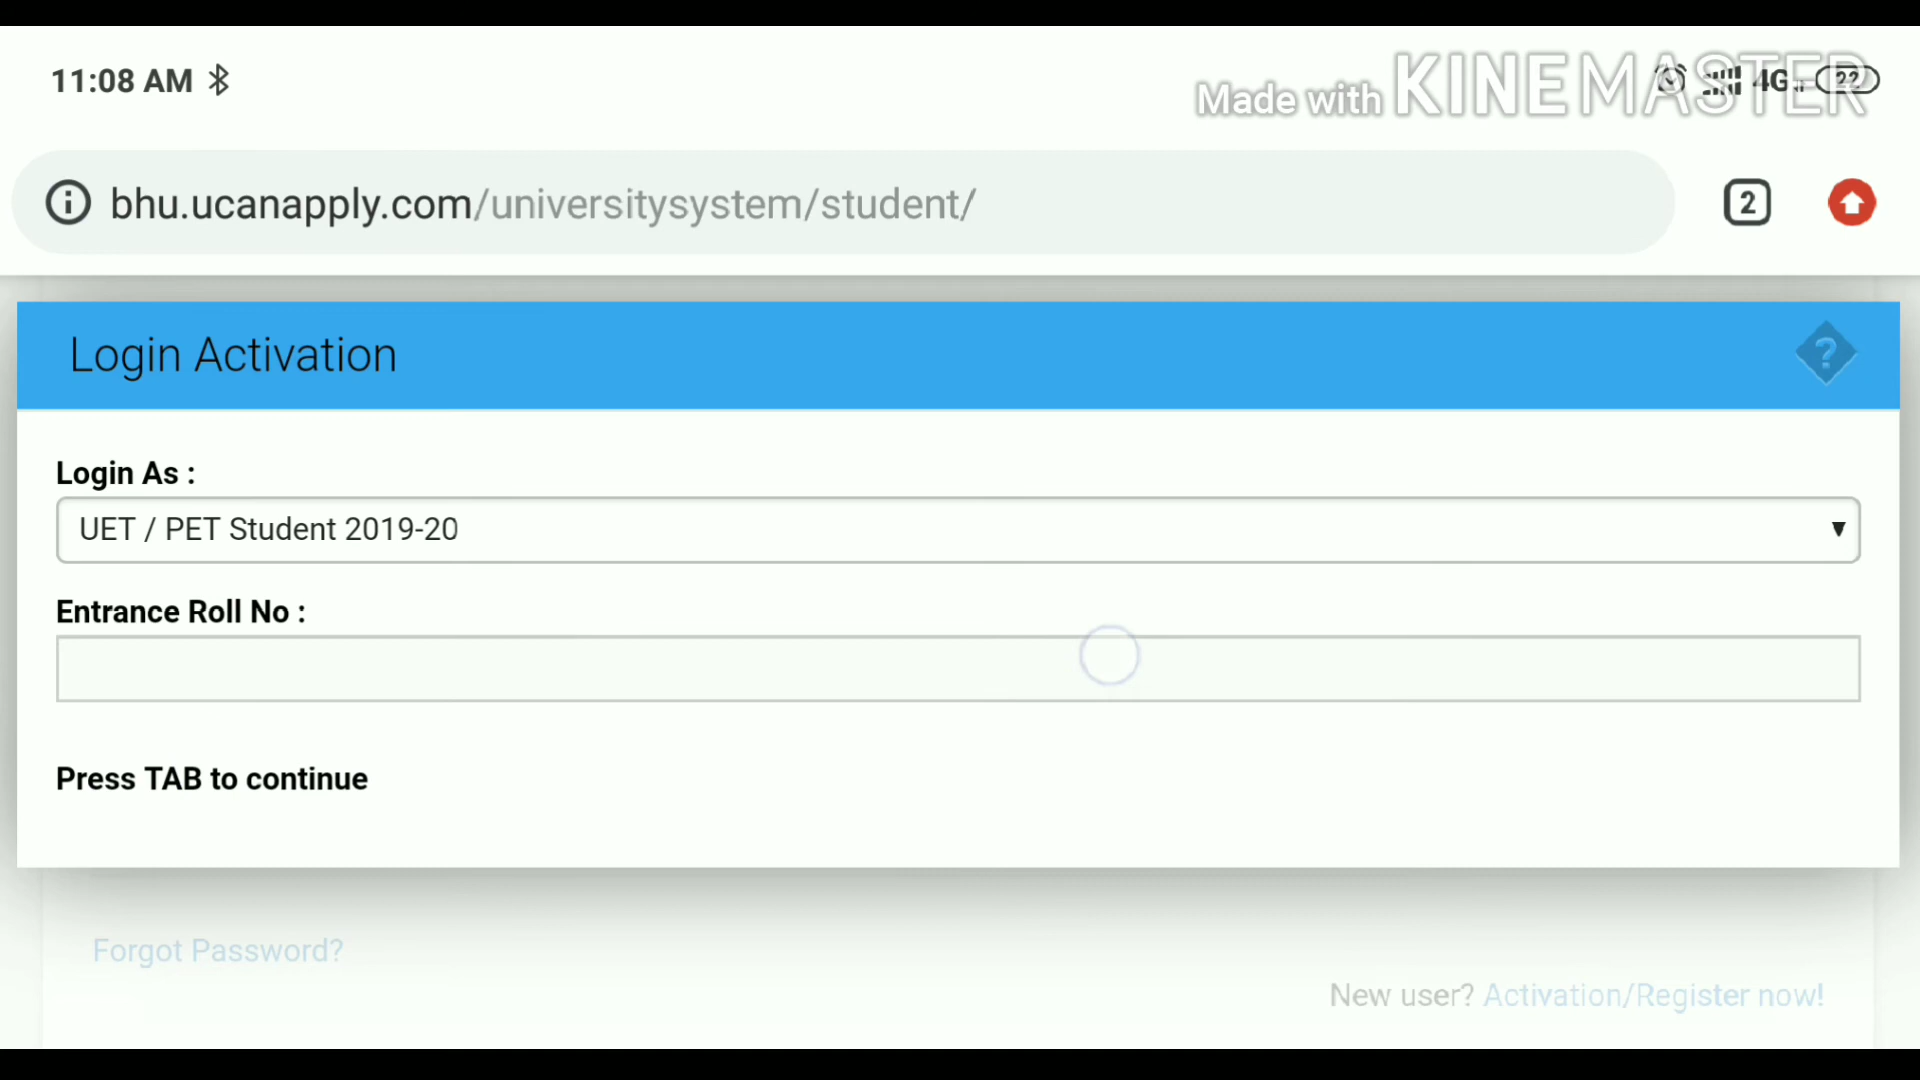 11:08 AM
Made with KINEMASTER
4G 22
bhu.ucanapply.com/universitysystem/student/
2
Login Activation
?
Login As :
UET / PET Student 2019-20
Entrance Roll No :
Press TAB to continue
Forgot Password?
New user? Activation/Register now!